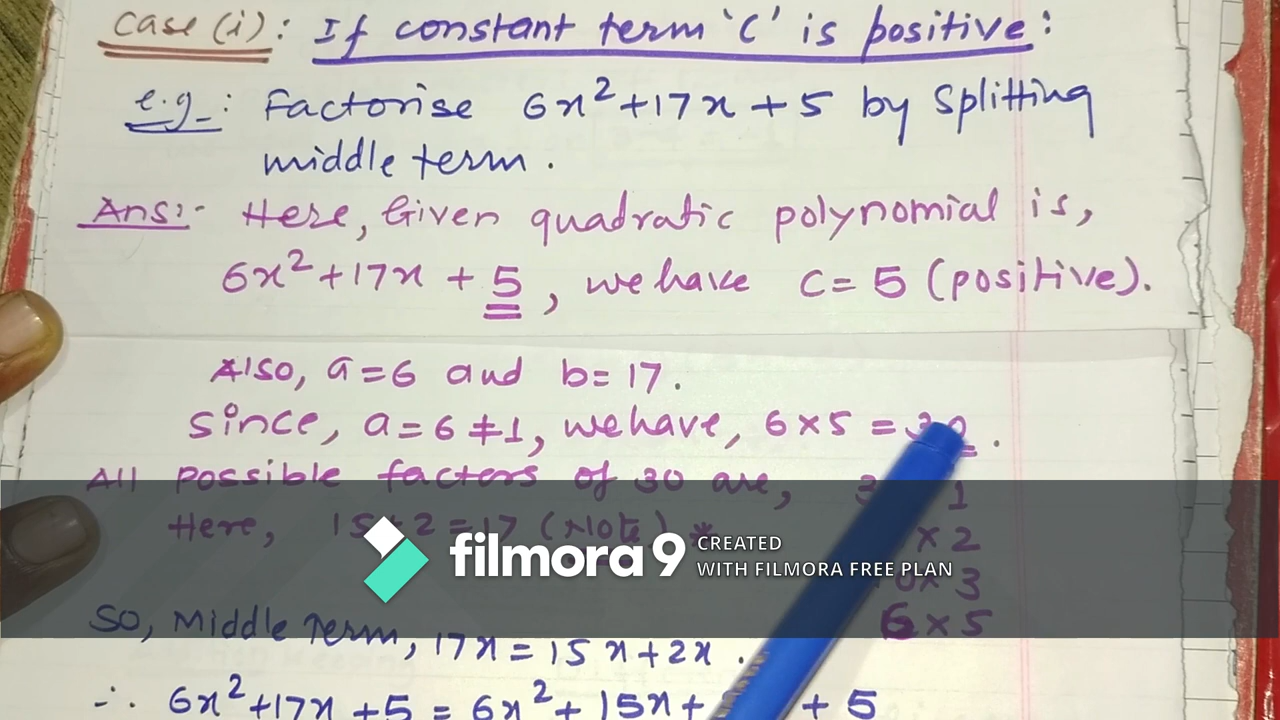 Case (i): If constant term 'C' is positive:
e.g.: Factorise 6x²+17x+5 by Splitting
middle term.
Ans:- Here, Given quadratic polynomial is,
6x²+17x + 5, we have C=5 (positive).
Also, a=6 and b=17.
Since, a=6≠1, we have, 6×5=30.
All possible factors of 30 are, 1
Here, 15+2=17 (Note) * ×2
filmora9 CREATED
WITH FILMORA FREE PLAN
× 3
6×5
So, Middle Term, 17x=15x+2x.
∴ 6x²+17x+5=6x²+15x+ +5